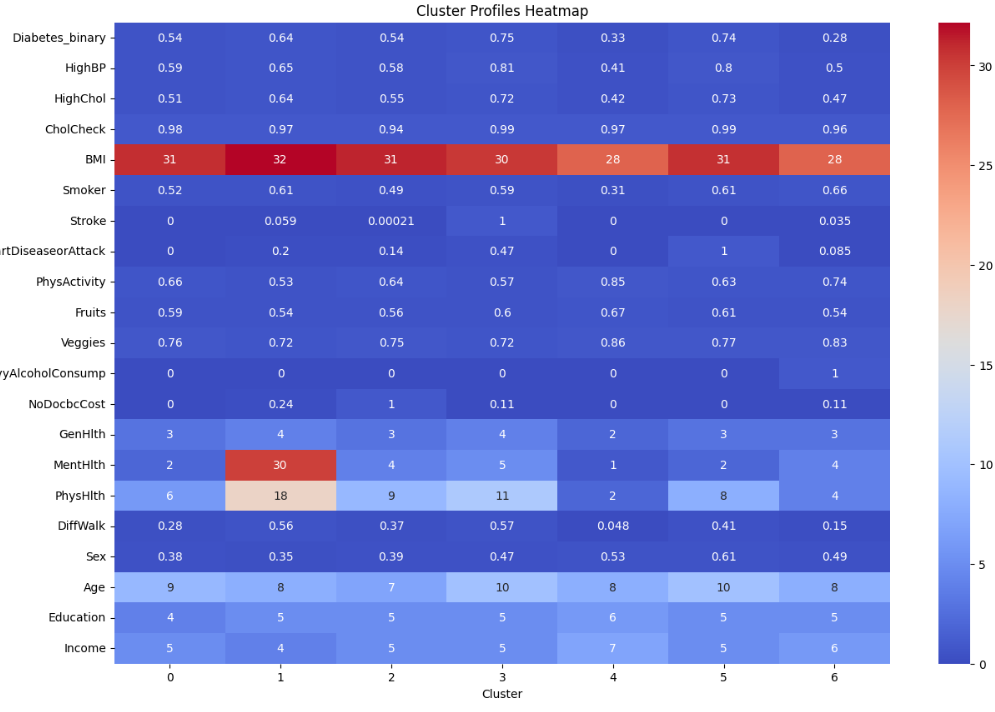 Cluster Profiles Heatmap
Diabetes_binary 0.54 0.64 0.54 0.75 0.33 0.74 0.28
HighBP 0.59 0.65 0.58 0.81 0.41 0.8 0.5
HighChol 0.51 0.64 0.55 0.72 0.42 0.73 0.47
CholCheck 0.98 0.97 0.94 0.99 0.97 0.99 0.96
BMI 31 32 31 30 28 31 28
Smoker 0.52 0.61 0.49 0.59 0.31 0.61 0.66
Stroke 0 0.059 0.00021 1 0 0 0.035
rtDiseaseorAttack 0 0.2 0.14 0.47 0 1 0.085
PhysActivity 0.66 0.53 0.64 0.57 0.85 0.63 0.74
Fruits 0.59 0.54 0.56 0.6 0.67 0.61 0.54
Veggies 0.76 0.72 0.75 0.72 0.86 0.77 0.83
vyAlcoholConsump 0 0 0 0 0 0 1
NoDocbcCost 0 0.24 1 0.11 0 0 0.11
GenHlth 3 4 3 4 2 3 3
MentHlth 2 30 4 5 1 2 4
PhysHlth 6 18 9 11 2 8 4
DiffWalk 0.28 0.56 0.37 0.57 0.048 0.41 0.15
Sex 0.38 0.35 0.39 0.47 0.53 0.61 0.49
Age 9 8 7 10 8 10 8
Education 4 5 5 5 6 5 5
Income 5 4 5 5 7 5 6
0 1 2 3 4 5 6
Cluster
30
25
20
15
10
5
0